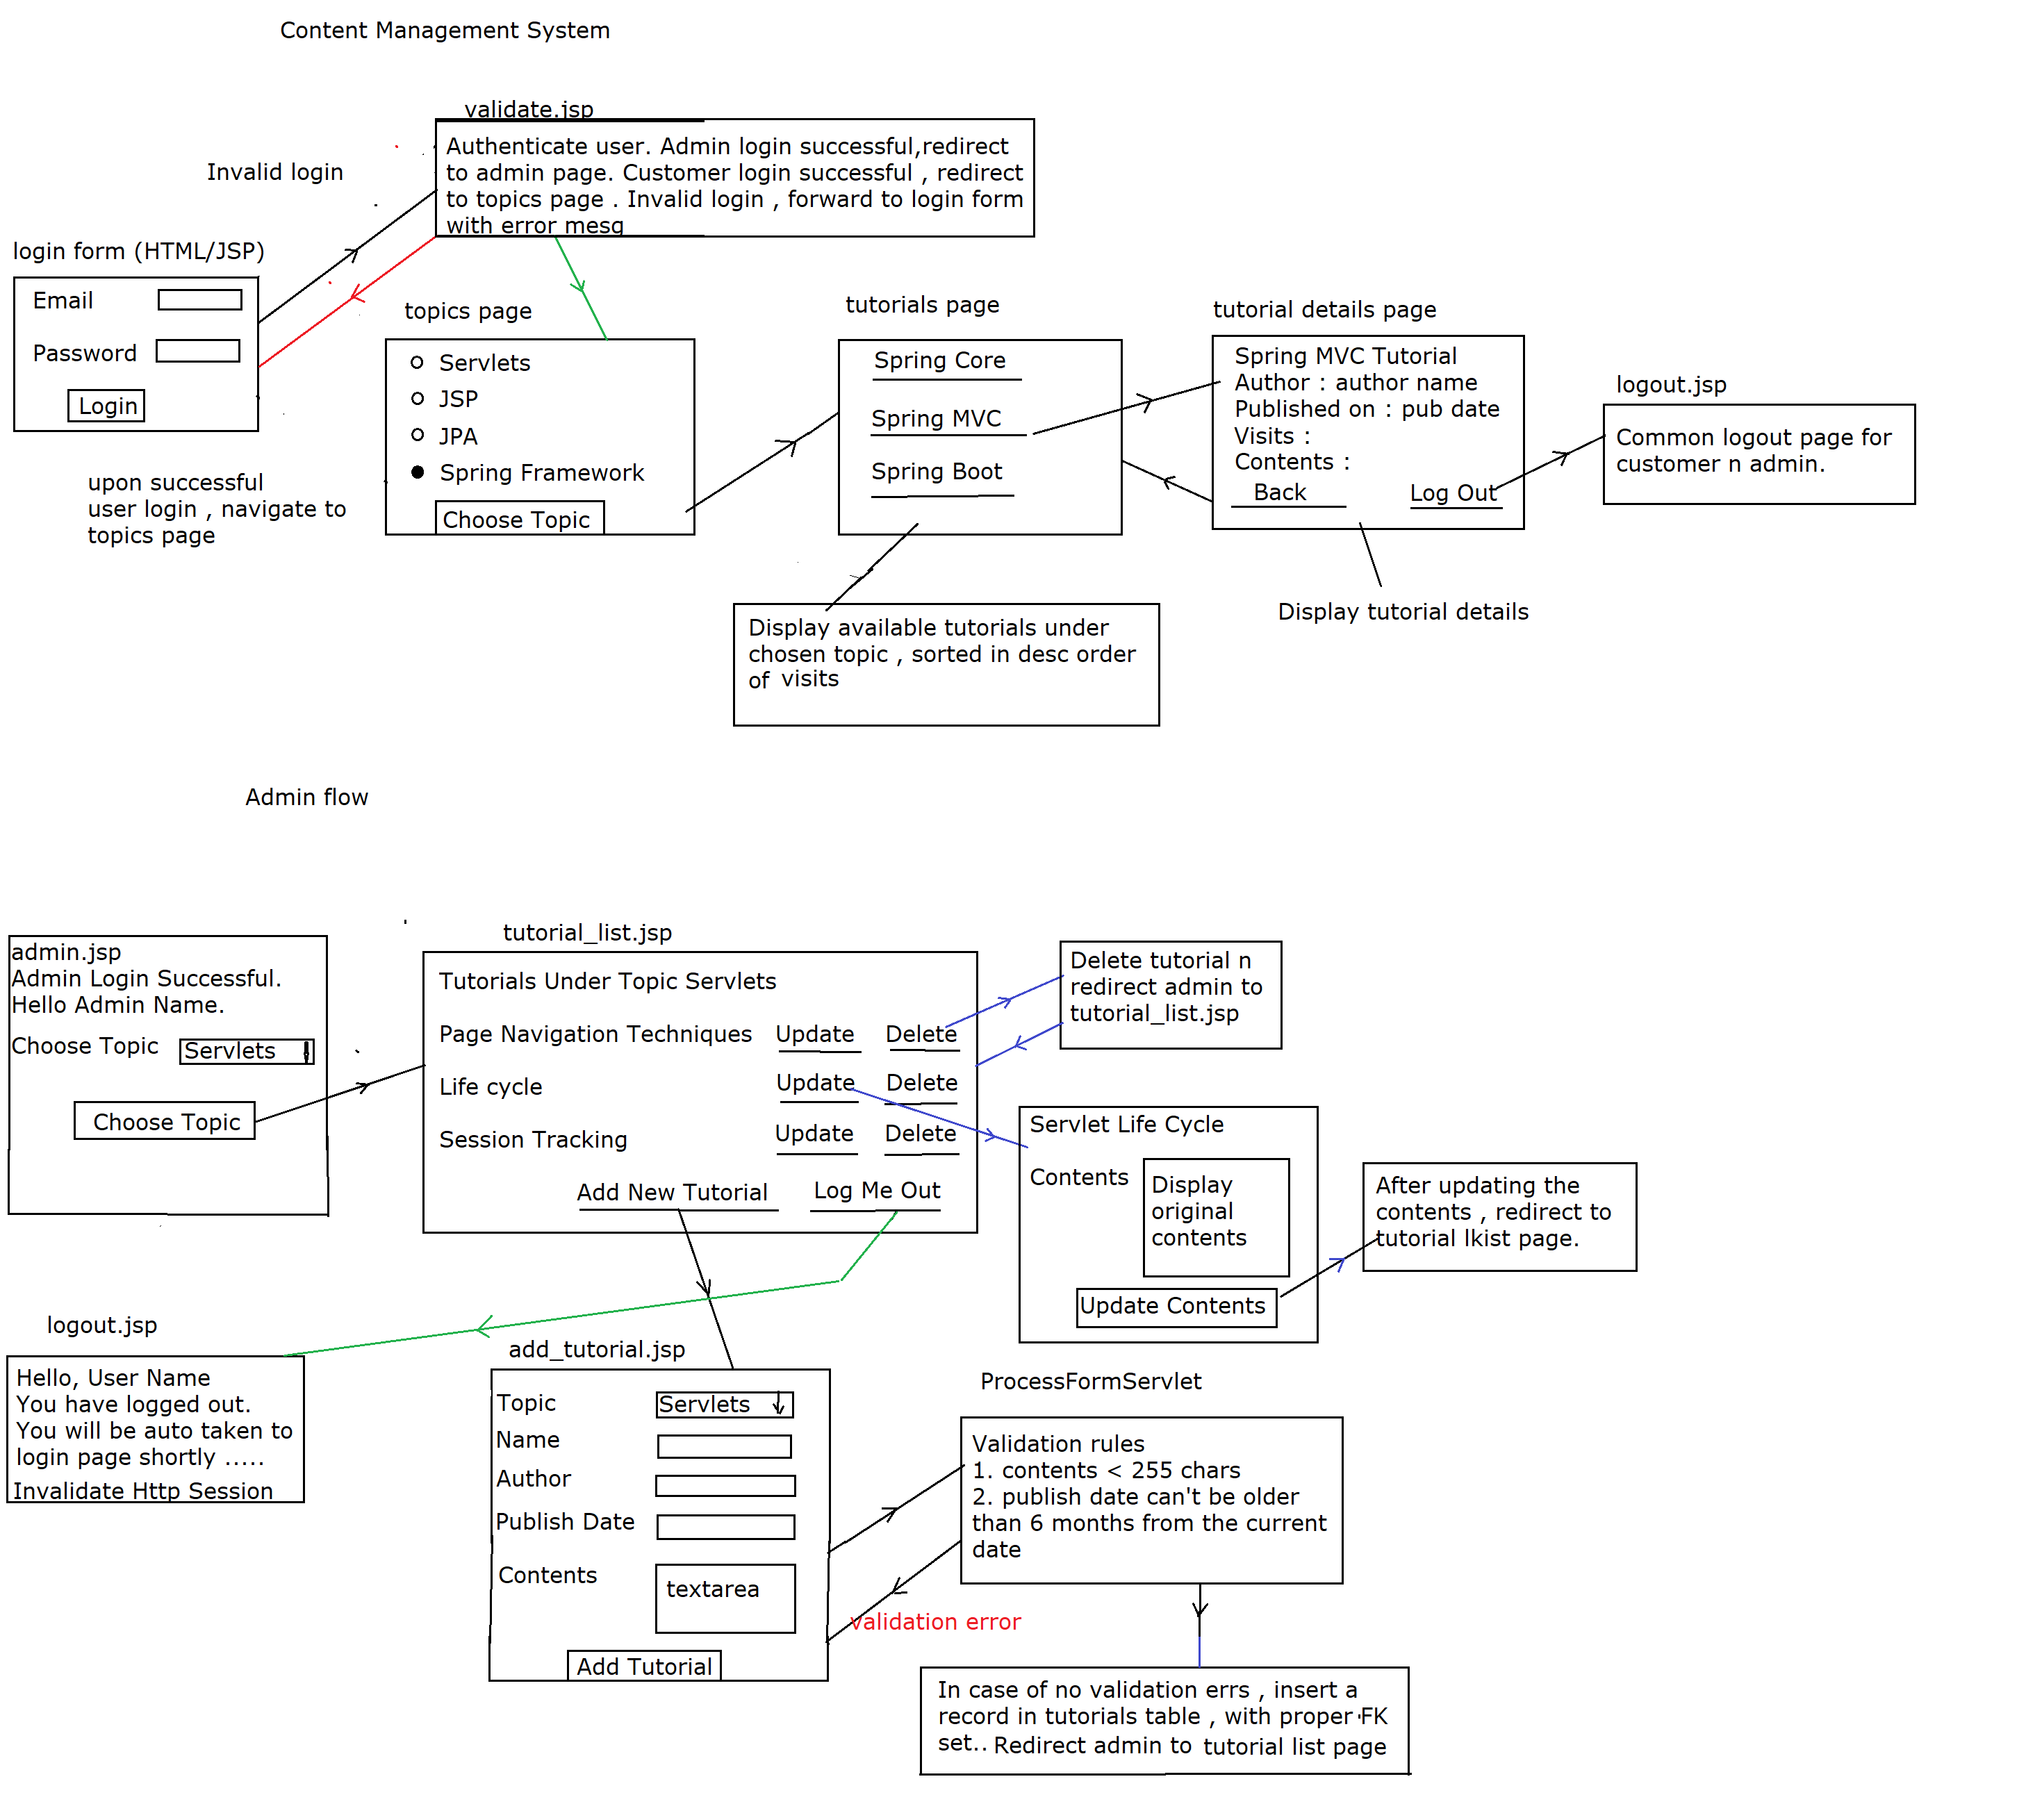 Content Management System
validate.jsp
Authenticate user. Admin login successful,redirect
to admin page. Customer login successful , redirect
to topics page . Invalid login , forward to login form
with error mesg
Invalid login
login form (HTML/JSP)
Email
Password
Login
upon successful
user login , navigate to
topics page
topics page
Servlets
JSP
JPA
Spring Framework
Choose Topic
tutorials page
Spring Core
Spring MVC
Spring Boot
Display available tutorials under
chosen topic , sorted in desc order
of visits
tutorial details page
Spring MVC Tutorial
Author : author name
Published on : pub date
Visits :
Contents :
Back Log Out
Display tutorial details
logout.jsp
Common logout page for
customer n admin.
Admin flow
admin.jsp
Admin Login Successful.
Hello Admin Name.
Choose Topic Servlets
Choose Topic
tutorial_list.jsp
Tutorials Under Topic Servlets
Page Navigation Techniques Update Delete
Life cycle Update Delete
Session Tracking Update Delete
Add New Tutorial Log Me Out
Delete tutorial n
redirect admin to
tutorial_list.jsp
Servlet Life Cycle
Contents
Display
original
contents
Update Contents
After updating the
contents , redirect to
tutorial lkist page.
logout.jsp
Hello, User Name
You have logged out.
You will be auto taken to
login page shortly .....
Invalidate Http Session
add_tutorial.jsp
Topic Servlets
Name
Author
Publish Date
Contents textarea
Add Tutorial
ProcessFormServlet
Validation rules
1. contents < 255 chars
2. publish date can't be older
than 6 months from the current
date
validation error
In case of no validation errs , insert a
record in tutorials table , with proper FK
set.. Redirect admin to tutorial list page